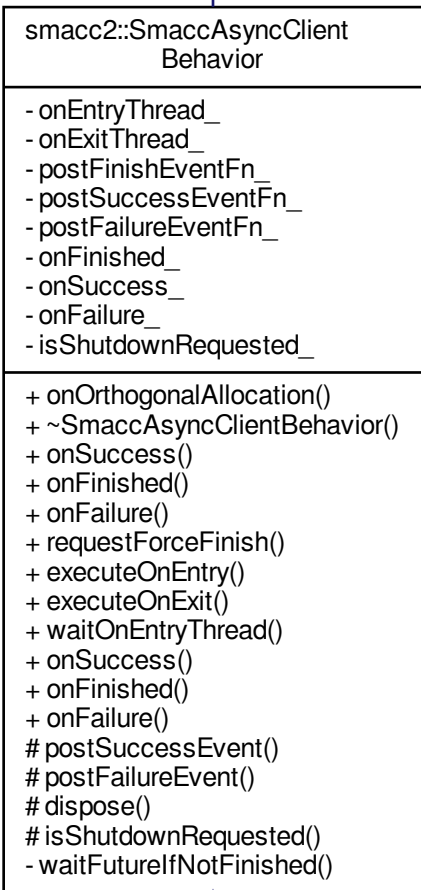 smacc2::SmaccAsyncClient
Behavior
- onEntryThread_
- onExitThread_
- postFinishEventFn_
- postSuccessEventFn_
- postFailureEventFn_
- onFinished_
- onSuccess_
- onFailure_
- isShutdownRequested_
+ onOrthogonalAllocation()
+ ~SmaccAsyncClientBehavior()
+ onSuccess()
+ onFinished()
+ onFailure()
+ requestForceFinish()
+ executeOnEntry()
+ executeOnExit()
+ waitOnEntryThread()
+ onSuccess()
+ onFinished()
+ onFailure()
# postSuccessEvent()
# postFailureEvent()
# dispose()
# isShutdownRequested()
- waitFutureIfNotFinished()